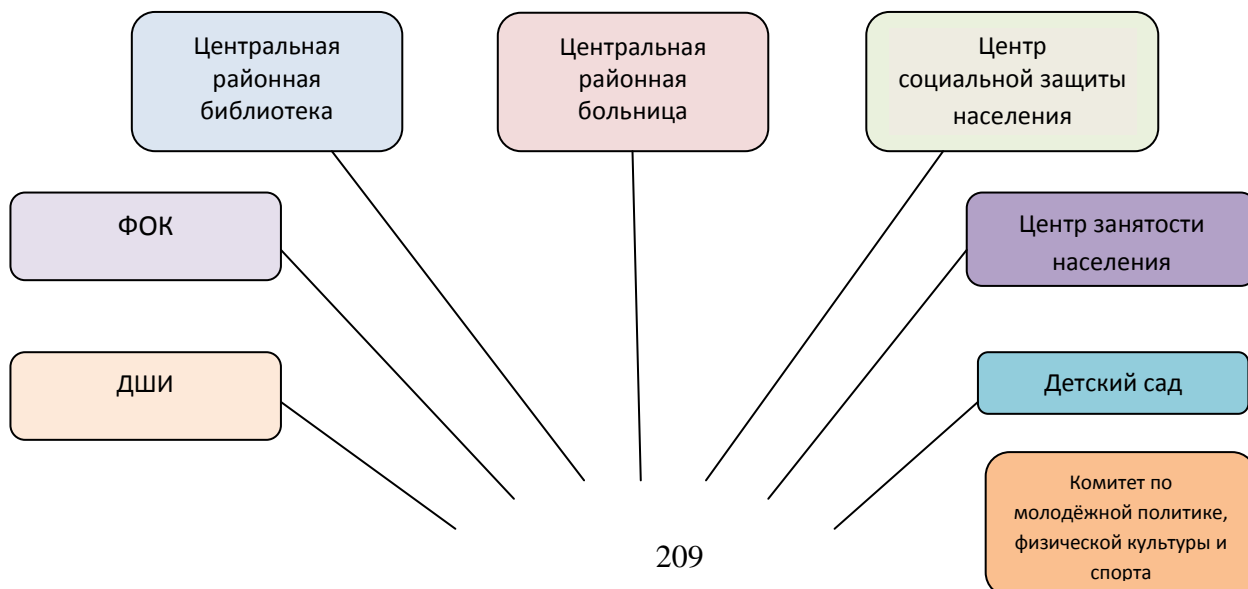 Центральная
районная
библиотека
Центральная
районная
больница
Центр
социальной защиты
населения
ФОК
Центр занятости
населения
ДШИ
Детский сад
Комитет по
молодёжной политике,
физической культуры и
спорта
209